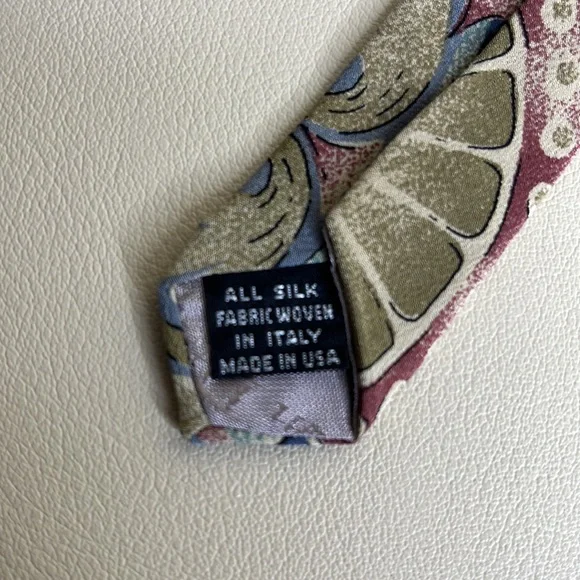 ALL SILK
FABRIC WOVEN
IN ITALY
MADE IN USA